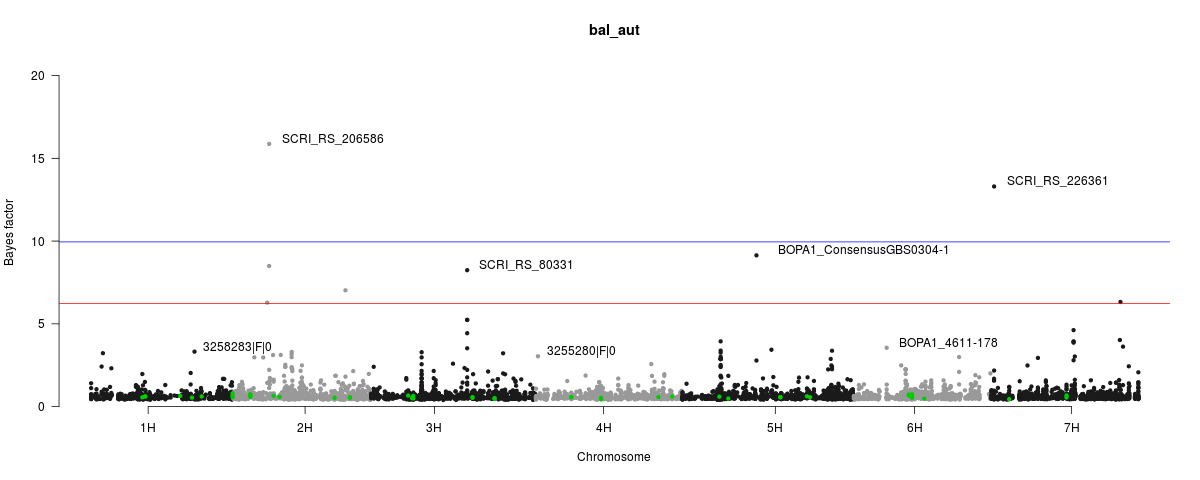 bal_aut
20
SCRI_RS_206586
15
SCRI_RS_226361
10
BOPA1_ConsensusGBS0304-1
SCRI_RS_80331
Bayes factor
5
3258283|F|0
3255280|F|0
BOPA1_4611-178
0
1H 2H 3H 4H 5H 6H 7H
Chromosome